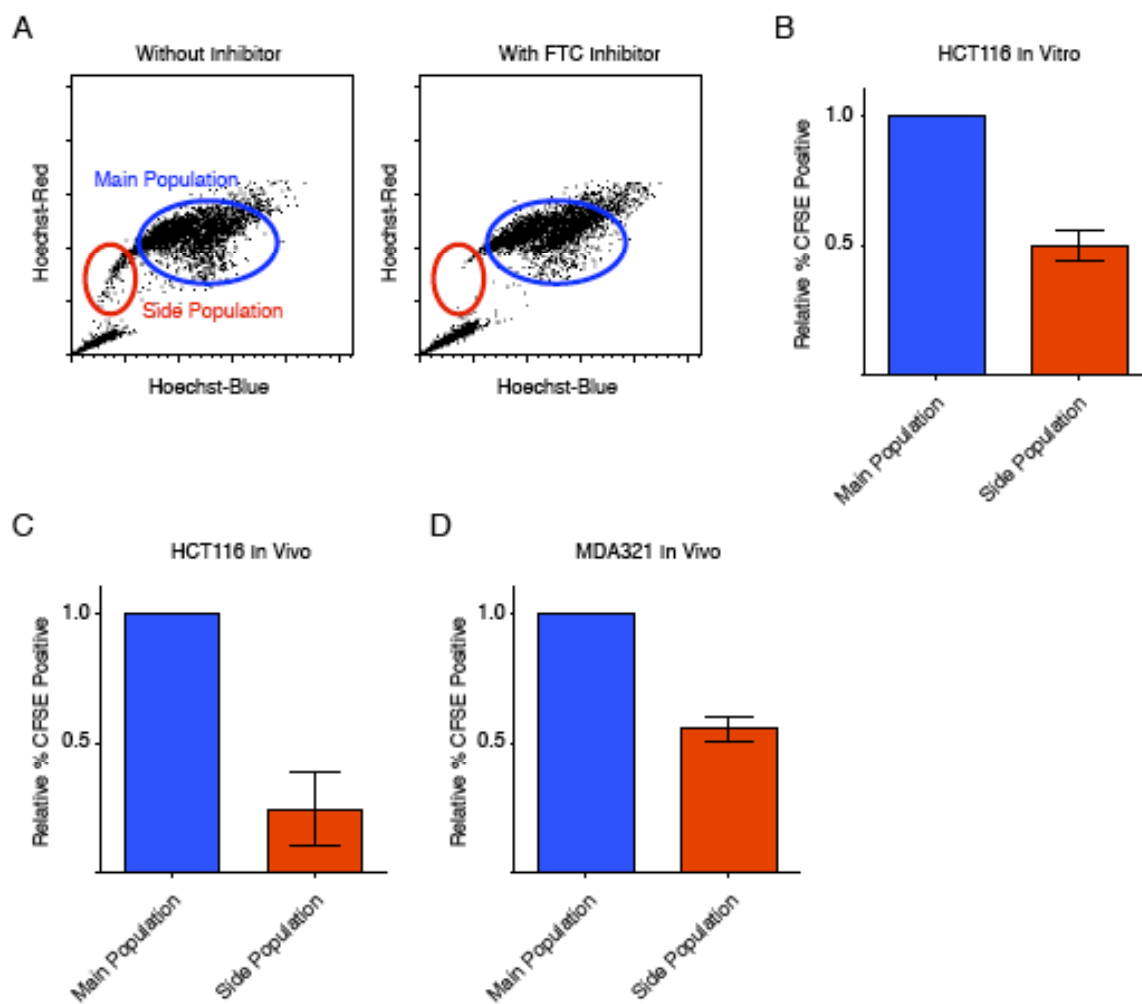 A
Without Inhibitor
With FTC Inhibitor
Hoechst-Red
Main Population
Side Population
Hoechst-Blue
Hoechst-Red
Hoechst-Blue
B
HCT116 in Vitro
Relative % CFSE Positive
1.0
0.5
Main Population
Side Population
C
HCT116 in Vivo
Relative % CFSE Positive
1.0
0.5
Main Population
Side Population
D
MDA321 in Vivo
Relative % CFSE Positive
1.0
0.5
Main Population
Side Population